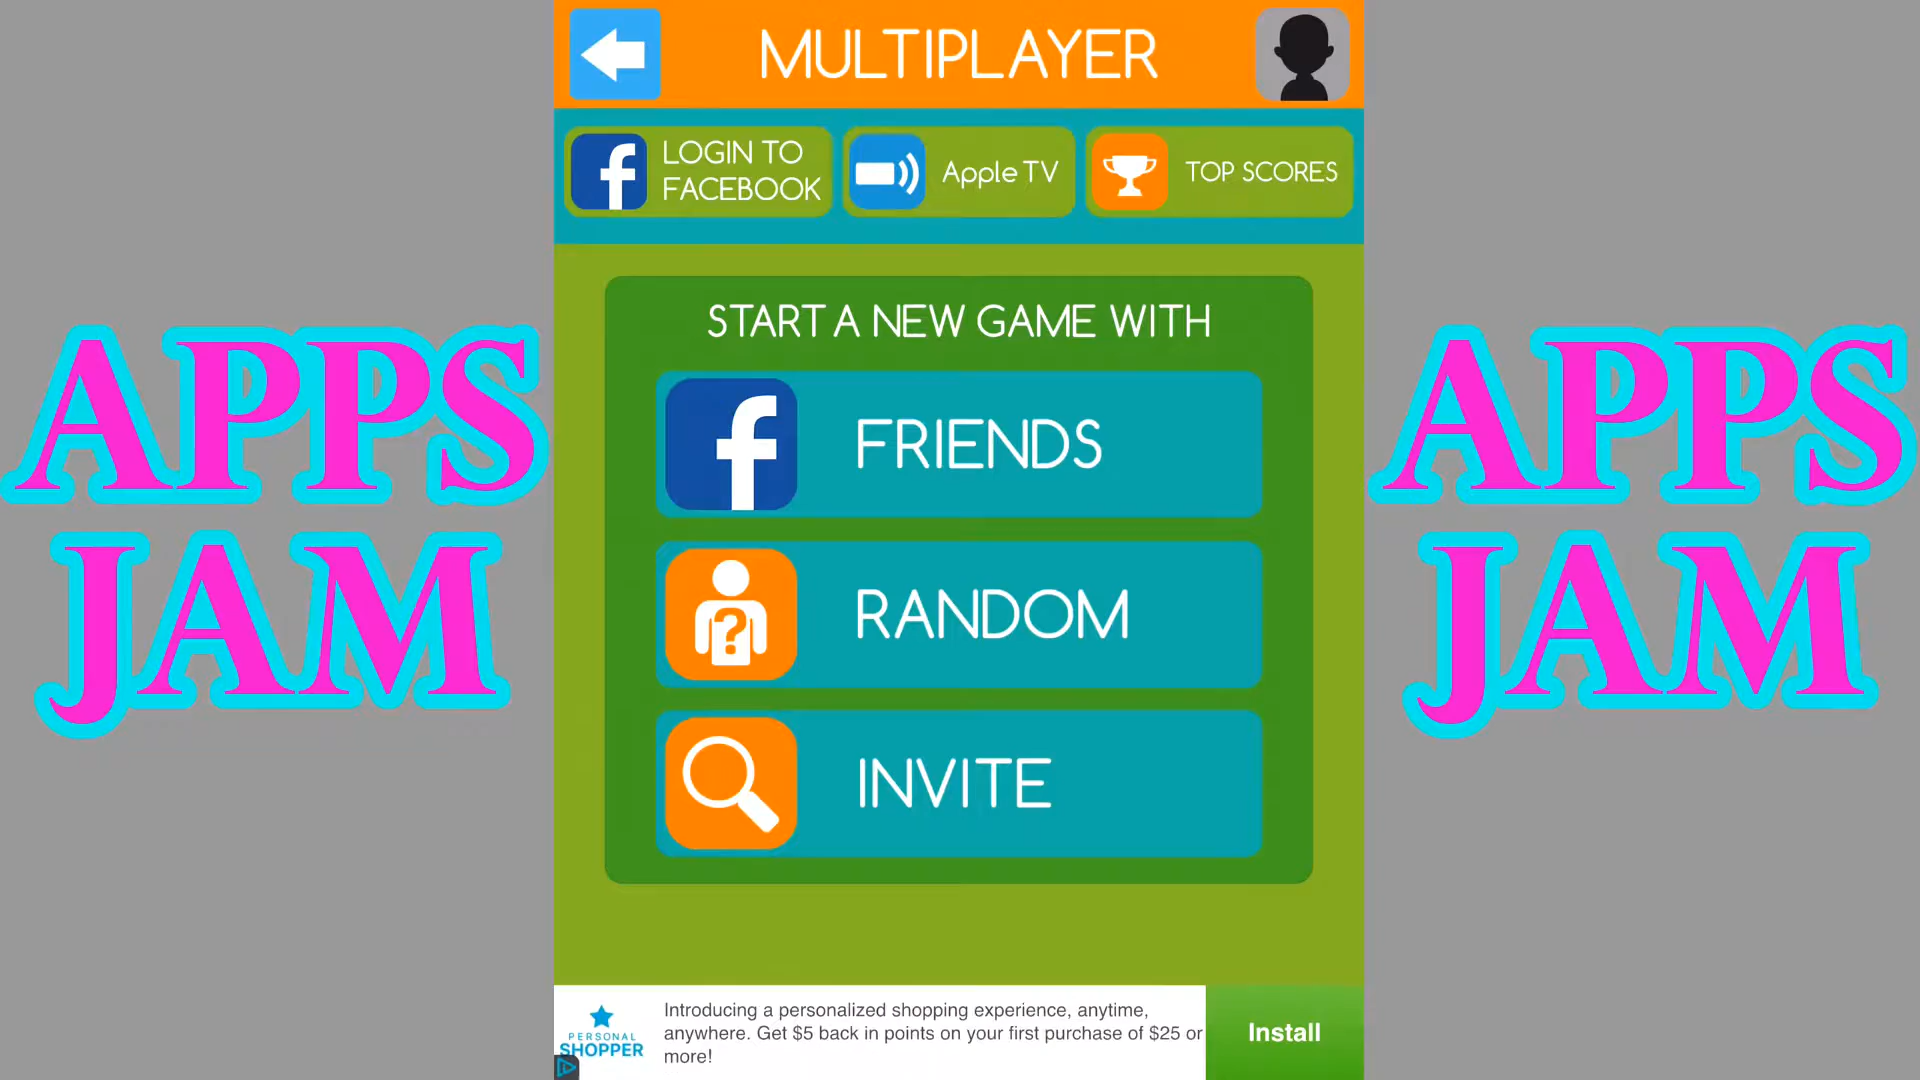 MULTIPLAYER
LOGIN TO
FACEBOOK
Apple TV
TOP SCORES
START A NEW GAME WITH
FRIENDS
RANDOM
INVITE
APPS
JAM
APPS
JAM
PERSONAL
SHOPPER
Introducing a personalized shopping experience, anytime,
anywhere. Get $5 back in points on your first purchase of $25 or
more!
Install